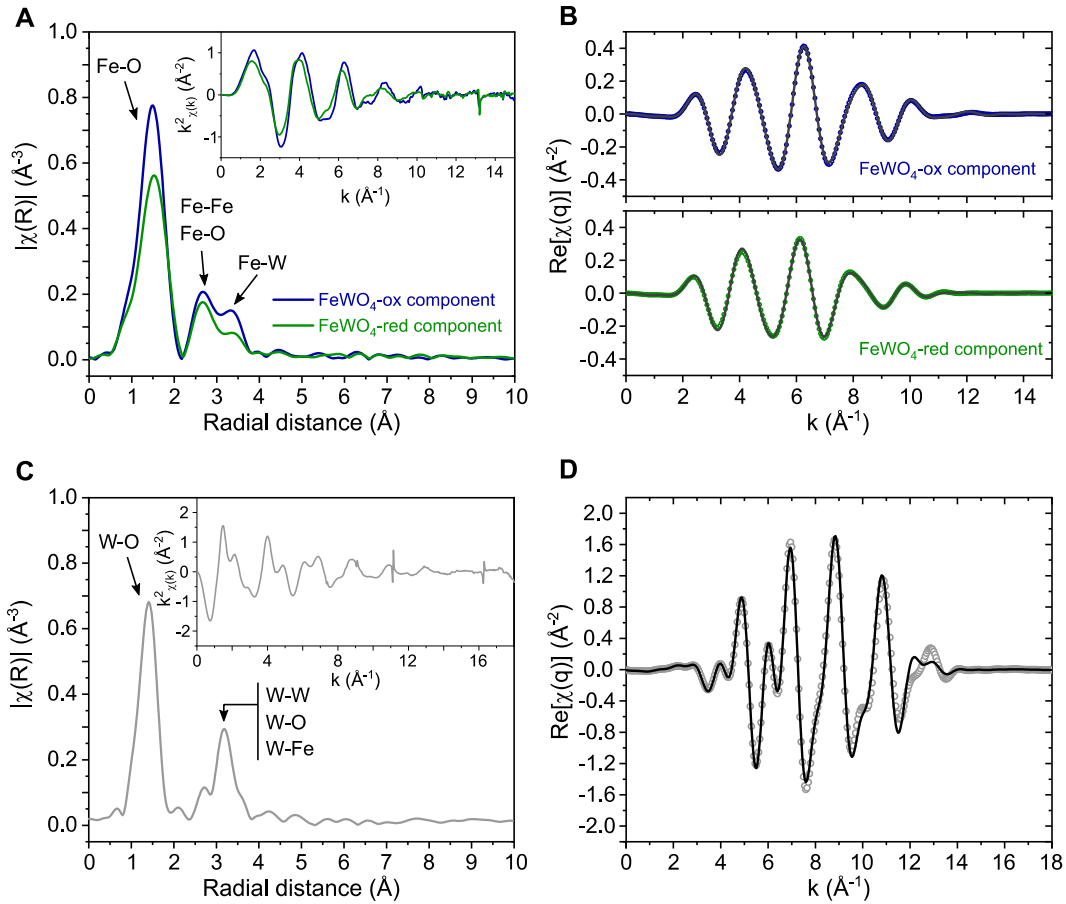 A
|χ(R)| (Å⁻³)
1.0
0.8
0.6
0.4
0.2
0.0
0 1 2 3 4 5 6 7 8 9 10
Radial distance (Å)
Fe-O
Fe-Fe
Fe-O
Fe-W
FeWO₄-ox component
FeWO₄-red component
k²χ(k) (Å⁻²)
1
0
-1
0 2 4 6 8 10 12 14
k (Å⁻¹)
B
Re[χ(q)] (Å⁻²)
0.4
0.2
0.0
-0.2
-0.4
FeWO₄-ox component
0.4
0.2
0.0
-0.2
-0.4
FeWO₄-red component
0 2 4 6 8 10 12 14
k (Å⁻¹)
C
|χ(R)| (Å⁻³)
1.0
0.8
0.6
0.4
0.2
0.0
0 1 2 3 4 5 6 7 8 9 10
Radial distance (Å)
W-O
W-W
W-O
W-Fe
k²χ(k) (Å⁻²)
2
1
0
-1
-2
0 4 8 12 16
k (Å⁻¹)
D
Re[χ(q)] (Å⁻²)
2.0
1.6
1.2
0.8
0.4
0.0
-0.4
-0.8
-1.2
-1.6
-2.0
0 2 4 6 8 10 12 14 16 18
k (Å⁻¹)